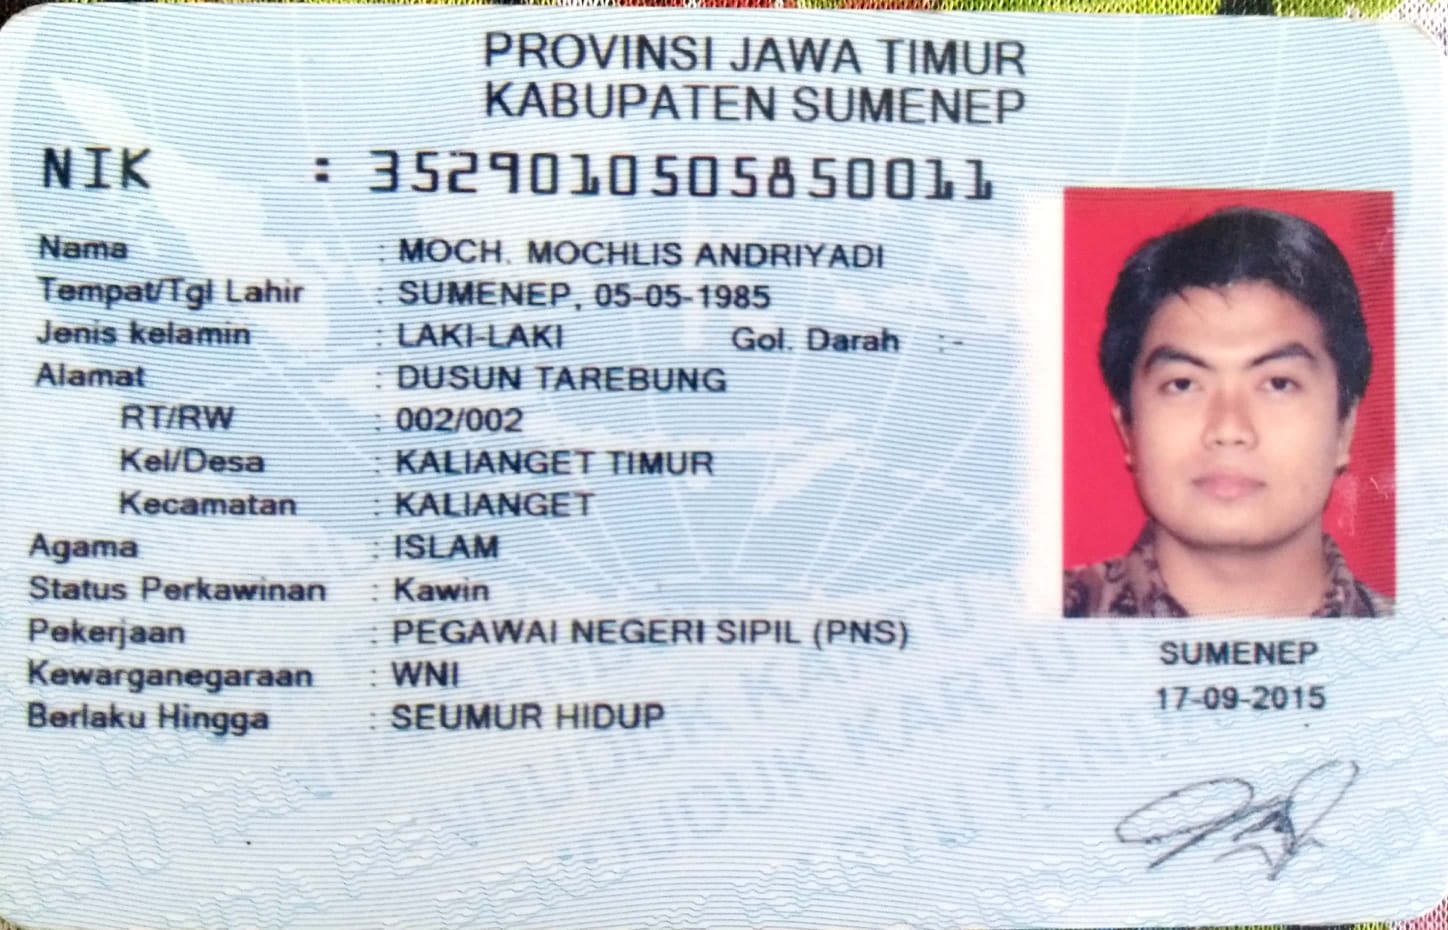 PROVINSI JAWA TIMUR
KABUPATEN SUMENEP
NIK : 3529010505850011
Nama : MOCH. MOCHLIS ANDRIYADI
Tempat/Tgl Lahir : SUMENEP, 05-05-1985
Jenis kelamin : LAKI-LAKI Gol. Darah : -
Alamat : DUSUN TAREBUNG
RT/RW : 002/002
Kel/Desa : KALIANGET TIMUR
Kecamatan : KALIANGET
Agama : ISLAM
Status Perkawinan : Kawin
Pekerjaan : PEGAWAI NEGERI SIPIL (PNS)
Kewarganegaraan : WNI
Berlaku Hingga : SEUMUR HIDUP
SUMENEP
17-09-2015